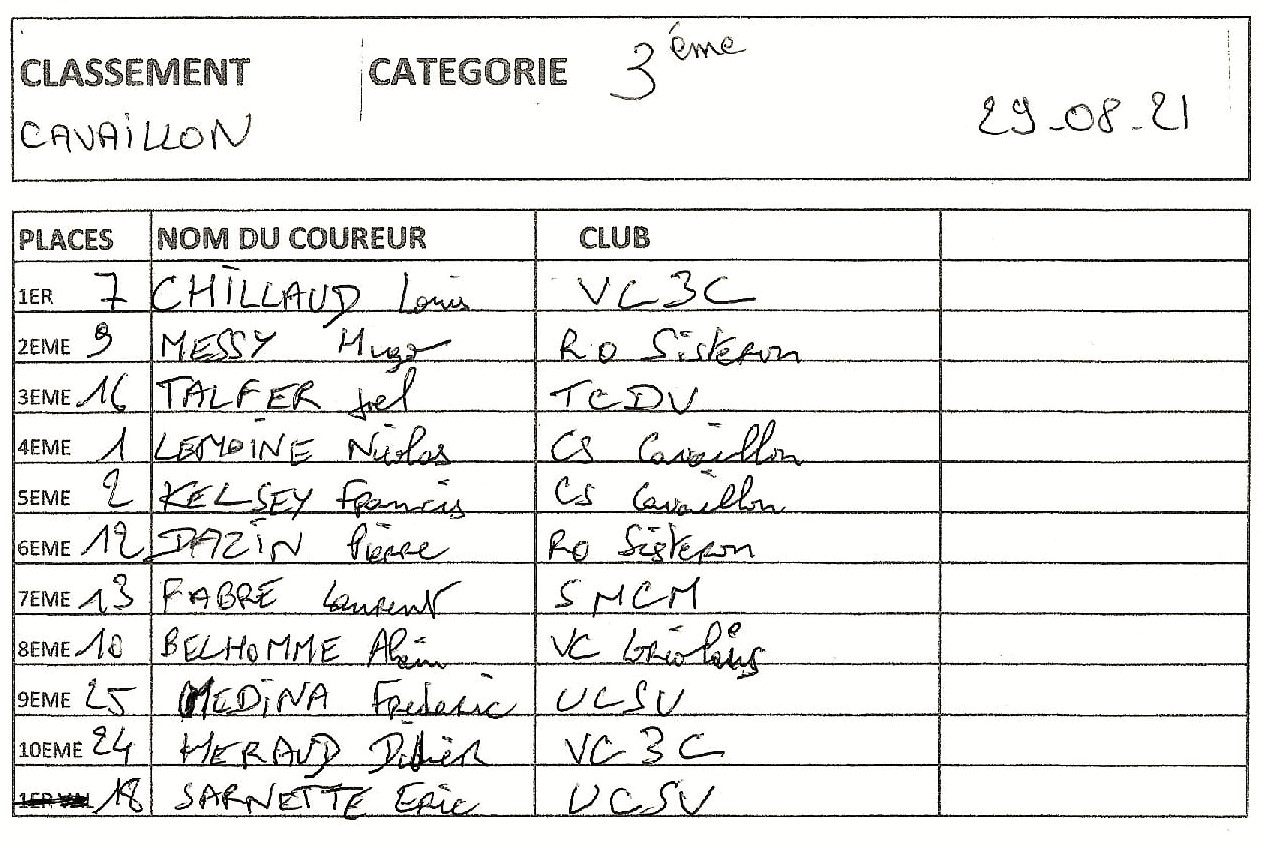 CLASSEMENT CATEGORIE 3ème
CAVAILLON 29-08-21
PLACES NOM DU COUREUR CLUB
1ER 7 CHILLAUD Louis VC3C
2EME 9 MESSY Hugo RO Sisteron
3EME 16 TALFER joel TCDV
4EME 1 LEMOINE Nicolas CS Cavaillon
5EME 2 KELSEY Francis CS Cavaillon
6EME 12 DAZIN Pierre RO Sisteron
7EME 13 FABRE Laurent SMCM
8EME 10 BELHOMME Alain VC
9EME 25 MEDINA Frederic UCSV
10EME 24 HERAUD Didier VC3C
18 SARNETTE Eric UCSV